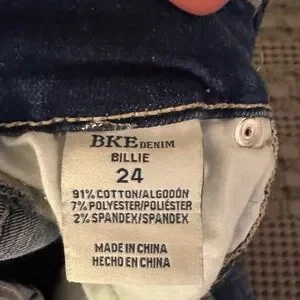 BKE DENIM
BILLIE
24
91% COTTON/ALGODÓN
7% POLYESTER/POLIÉSTER
2% SPANDEX/SPANDEX
MADE IN CHINA
HECHO EN CHINA